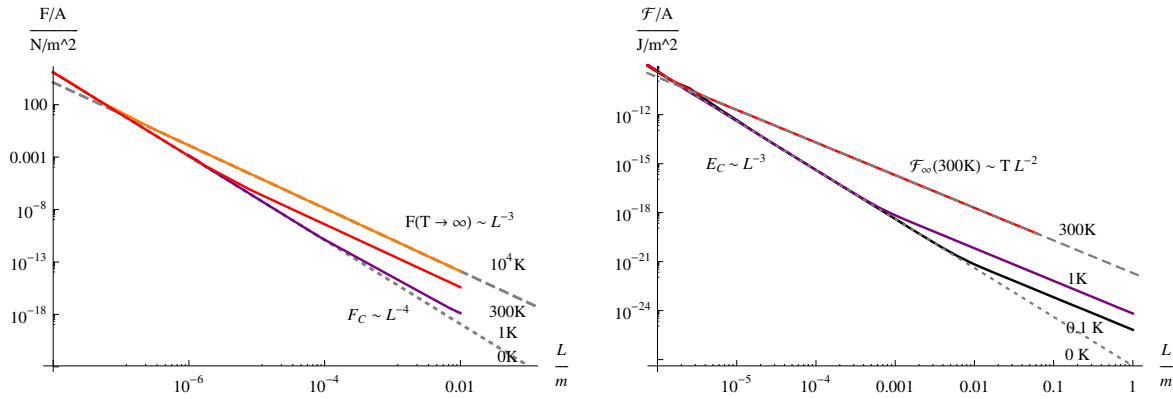 F/A
N/m^2
100
0.001
10^-8
10^-13
10^-18
F(T → ∞) ~ L^-3
10^4 K
300K
F_C ~ L^-4
1K
0K
10^-6
10^-4
0.01
L
m
ℱ/A
J/m^2
10^-12
10^-15
10^-18
10^-21
10^-24
E_C ~ L^-3
ℱ_∞(300K) ~ T L^-2
300K
1K
0.1 K
0 K
10^-5
10^-4
0.001
0.01
0.1
1
L
m